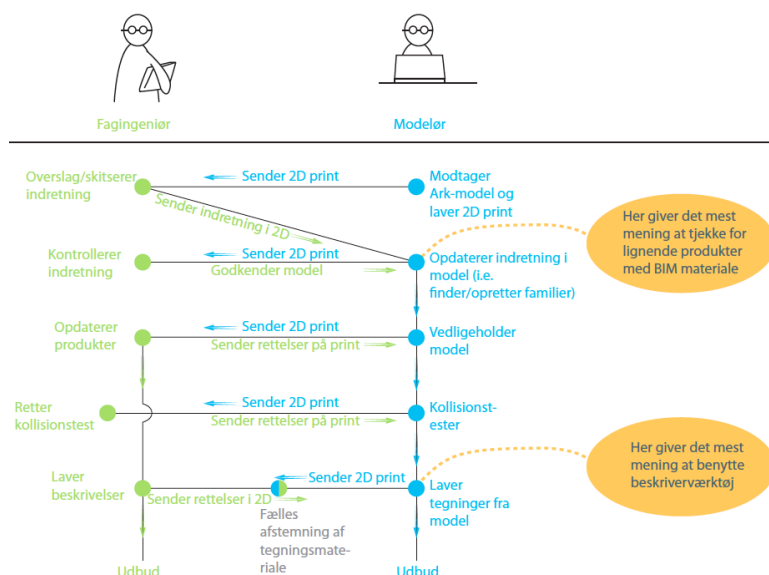 Fagingeniør
Modelør
Overslag/skitserer
indretning
Sender 2D print
Modtager
Ark-model og
laver 2D print
Sender indretning i 2D
Her giver det mest
mening at tjekke for
lignende produkter
med BIM materiale
Kontrollerer
indretning
Sender 2D print
Godkender model
Opdaterer indretning i
model (i.e.
finder/opretter familier)
Opdaterer
produkter
Sender 2D print
Sender rettelser på print
Vedligeholder
model
Retter
kollisionstest
Sender 2D print
Sender rettelser på print
Kollisionst-
ester
Her giver det mest
mening at benytte
beskriverværktøj
Laver
beskrivelser
Sender 2D print
Sender rettelser i 2D
Laver
tegninger fra
model
Fælles
afstemning af
tegningsmate-
riale
Udbud
Udbud